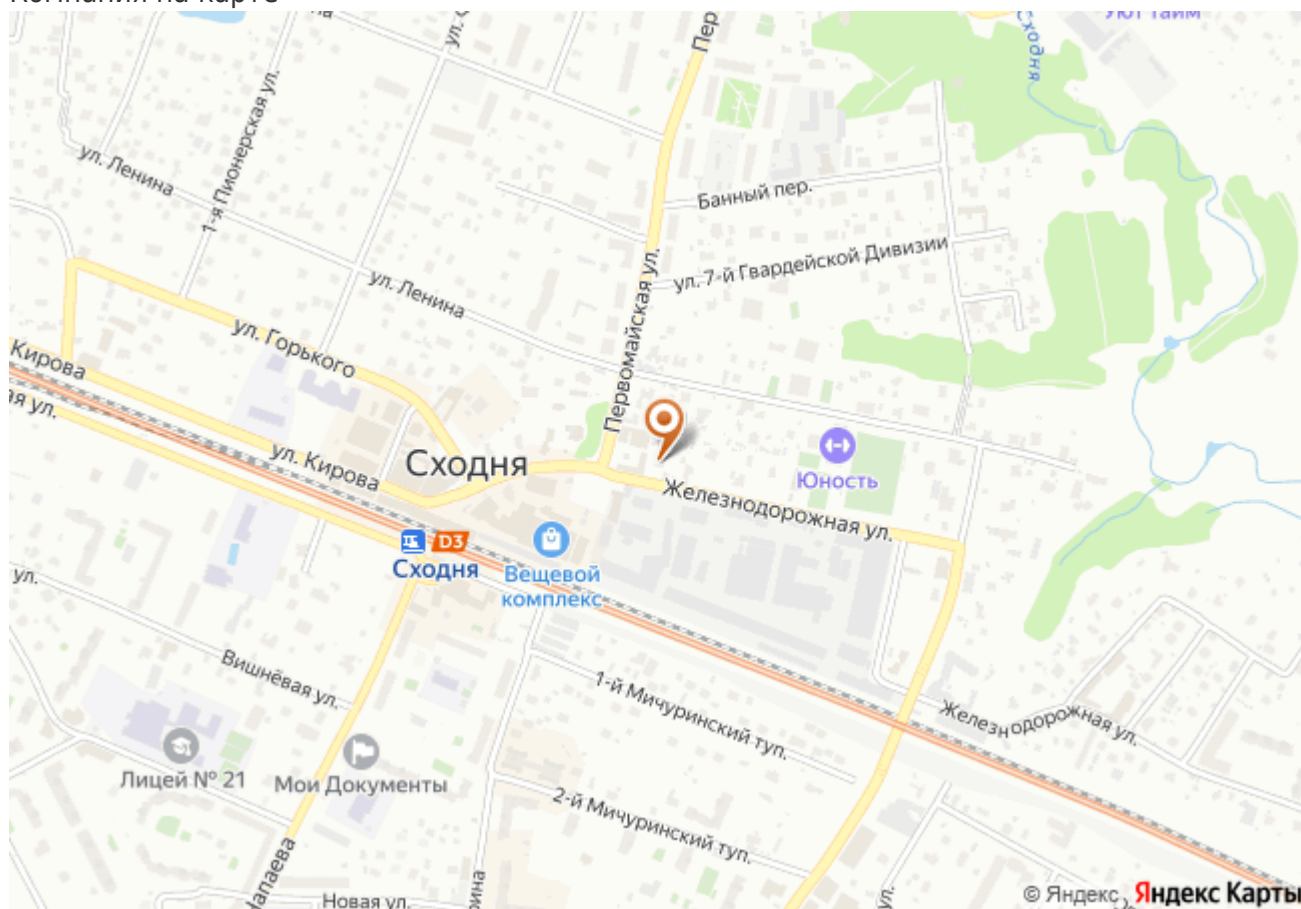 Компания на карте
Уют Тайм
Сходня
1-я Пионерская ул.
ул. Ленина
Банный пер.
ул. 7-й Гвардейской Дивизии
Первомайская ул.
ул. Ленина
ул. Горького
Кирова
ул. Кирова
Сходня
Юность
Железнодорожная ул.
D3
Сходня
Вещевой
комплекс
ул.
Вишнёвая ул.
1-й Мичуринский туп.
Железнодорожная ул.
Лицей № 21
Мои Документы
2-й Мичуринский туп.
Чапаева
Новая ул.
ул.
© Яндекс Яндекс Карты